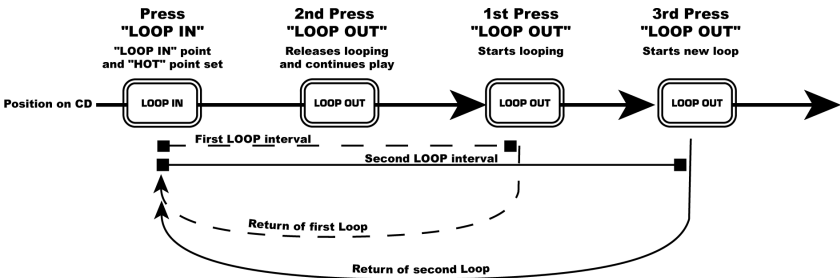 Press
"LOOP IN"
"LOOP IN" point
and "HOT" point set
2nd Press
"LOOP OUT"
Releases looping
and continues play
1st Press
"LOOP OUT"
Starts looping
3rd Press
"LOOP OUT"
Starts new loop
Position on CD
LOOP IN
LOOP OUT
LOOP OUT
LOOP OUT
First LOOP interval
Second LOOP interval
Return of first Loop
Return of second Loop